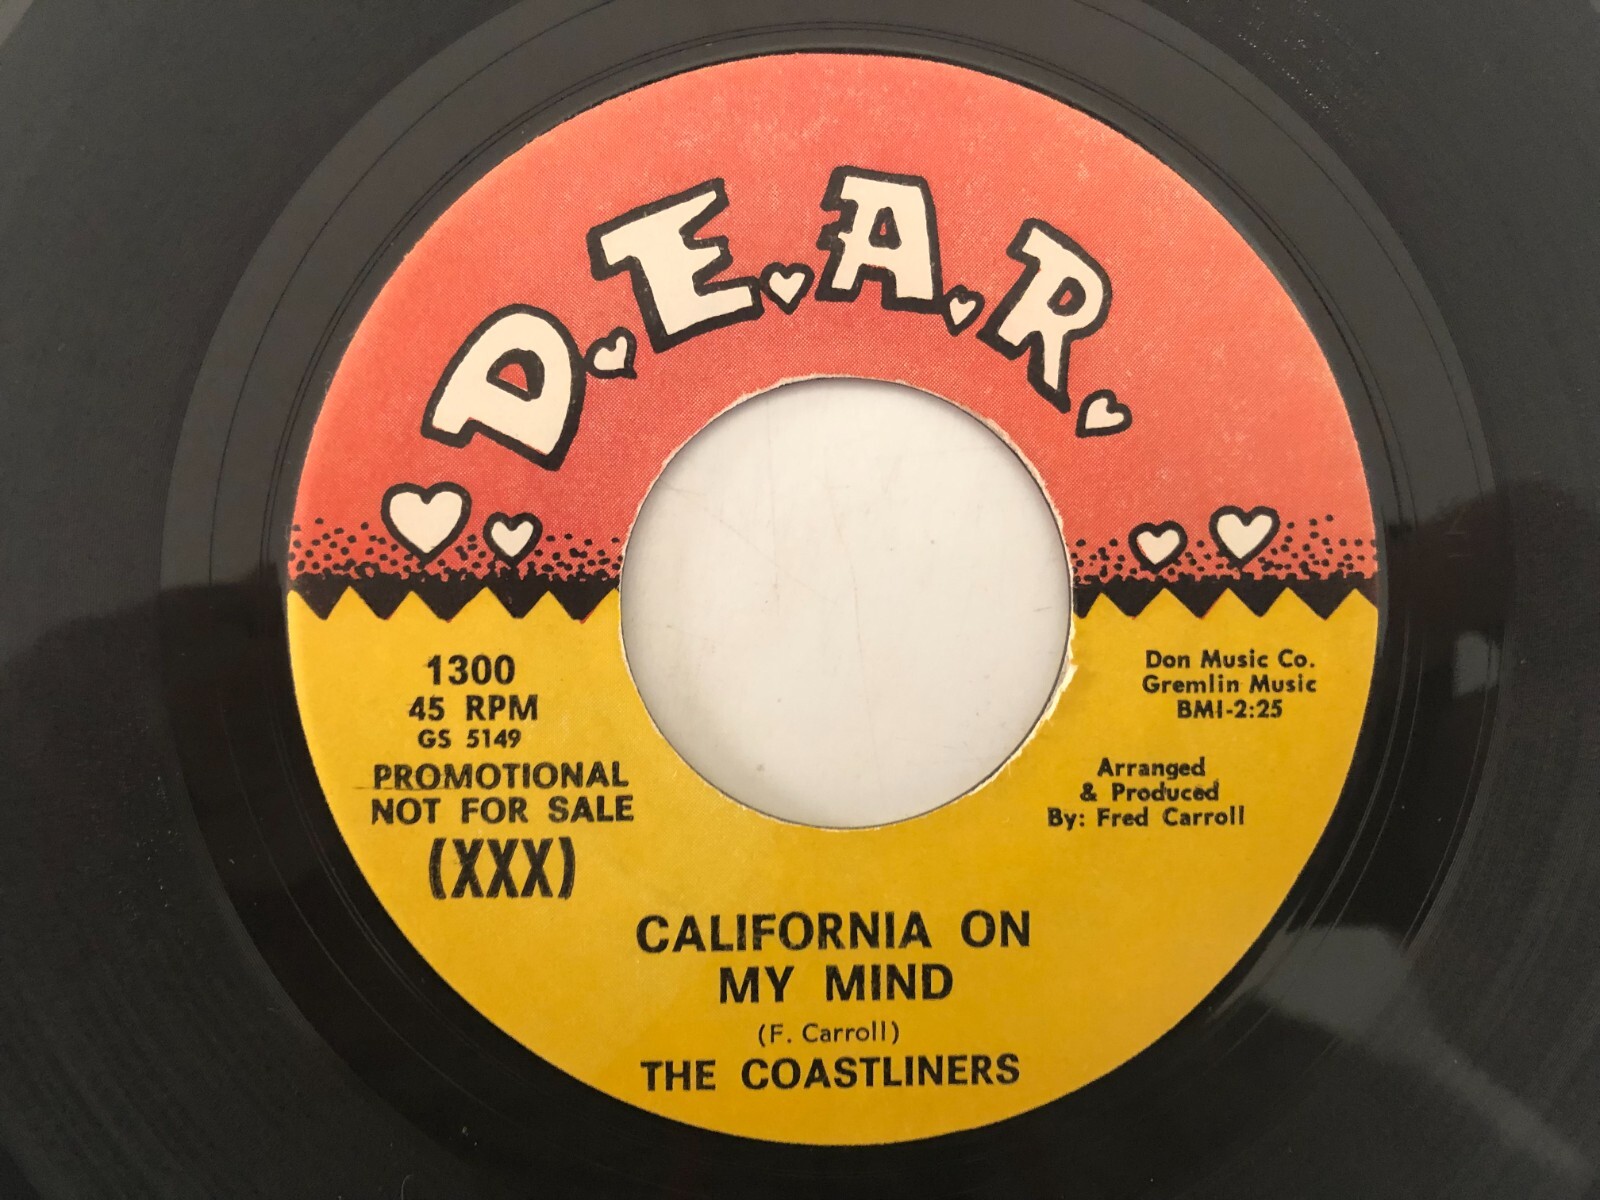 D.E.A.R.
1300
45 RPM
GS 5149
PROMOTIONAL
NOT FOR SALE
(XXX)
Don Music Co.
Gremlin Music
BMI-2:25
Arranged
& Produced
By: Fred Carroll
CALIFORNIA ON
MY MIND
(F. Carroll)
THE COASTLINERS